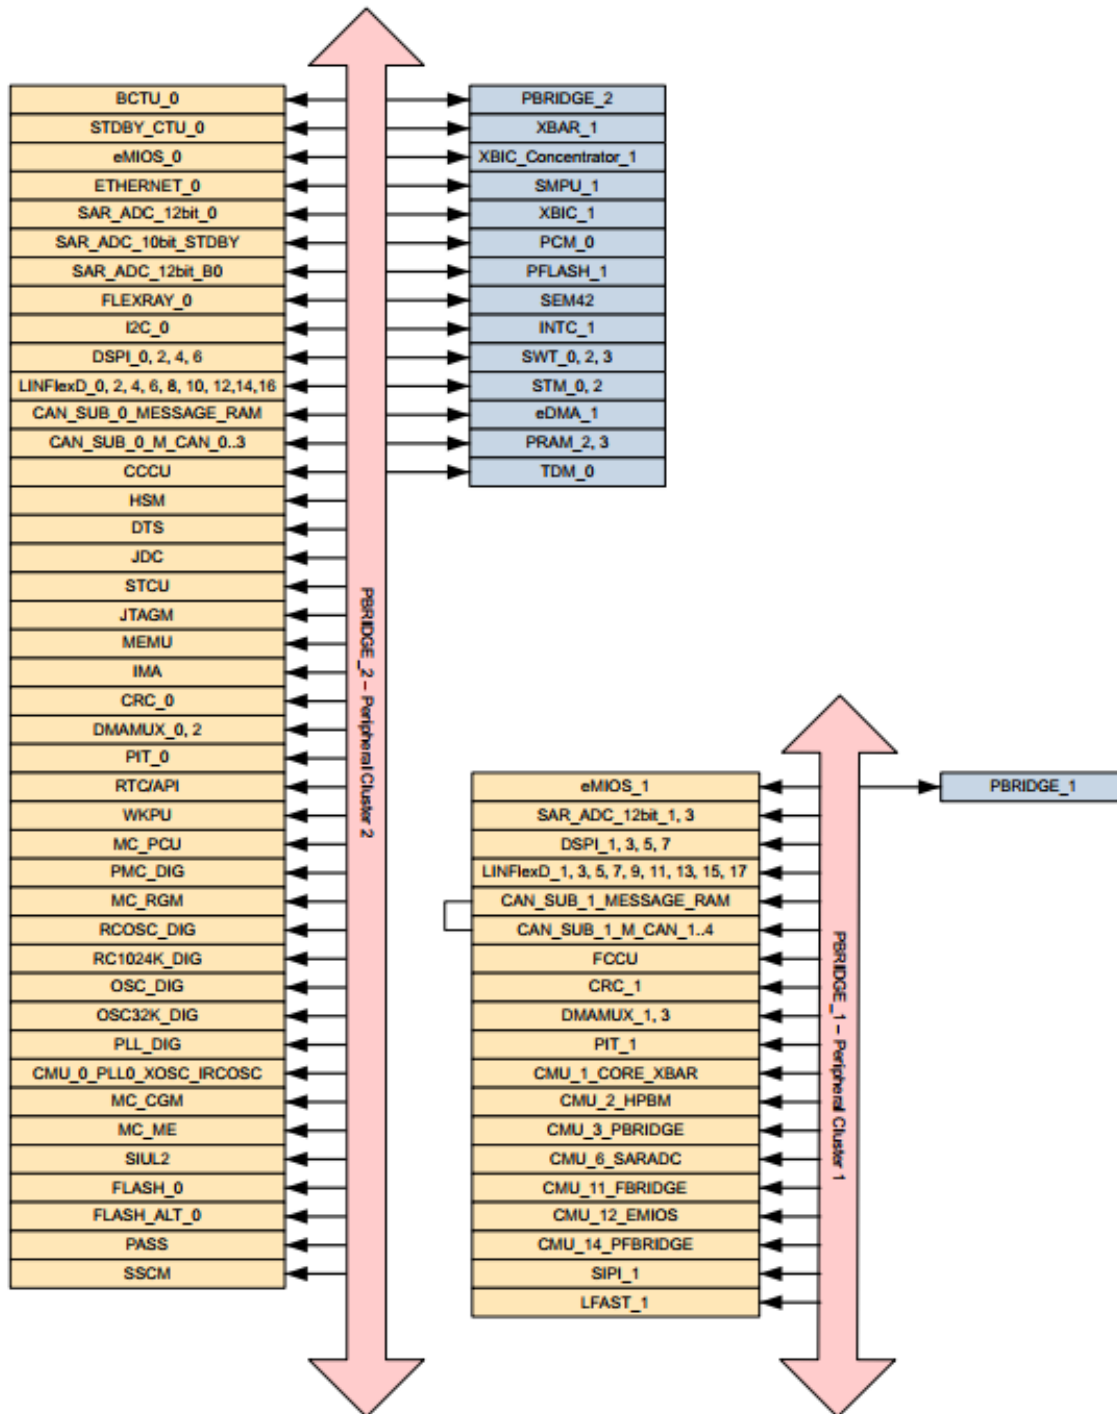 BCTU_0
STDBY_CTU_0
eMIOS_0
ETHERNET_0
SAR_ADC_12bit_0
SAR_ADC_10bit_STDBY
SAR_ADC_12bit_B0
FLEXRAY_0
I2C_0
DSPI_0, 2, 4, 6
LINFlexD_0, 2, 4, 6, 8, 10, 12,14,16
CAN_SUB_0_MESSAGE_RAM
CAN_SUB_0_M_CAN_0..3
CCCU
HSM
DTS
JDC
STCU
JTAGM
MEMU
IMA
CRC_0
DMAMUX_0, 2
PIT_0
RTC/API
WKPU
MC_PCU
PMC_DIG
MC_RGM
RCOSC_DIG
RC1024K_DIG
OSC_DIG
OSC32K_DIG
PLL_DIG
CMU_0_PLL0_XOSC_IRCOSC
MC_CGM
MC_ME
SIUL2
FLASH_0
FLASH_ALT_0
PASS
SSCM
PBRIDGE_2 – Peripheral Cluster 2
PBRIDGE_2
XBAR_1
XBIC_Concentrator_1
SMPU_1
XBIC_1
PCM_0
PFLASH_1
SEM42
INTC_1
SWT_0, 2, 3
STM_0, 2
eDMA_1
PRAM_2, 3
TDM_0
eMIOS_1
SAR_ADC_12bit_1, 3
DSPI_1, 3, 5, 7
LINFlexD_1, 3, 5, 7, 9, 11, 13, 15, 17
CAN_SUB_1_MESSAGE_RAM
CAN_SUB_1_M_CAN_1..4
FCCU
CRC_1
DMAMUX_1, 3
PIT_1
CMU_1_CORE_XBAR
CMU_2_HPBM
CMU_3_PBRIDGE
CMU_6_SARADC
CMU_11_FBRIDGE
CMU_12_EMIOS
CMU_14_PFBRIDGE
SIPI_1
LFAST_1
PBRIDGE_1 – Peripheral Cluster 1
PBRIDGE_1